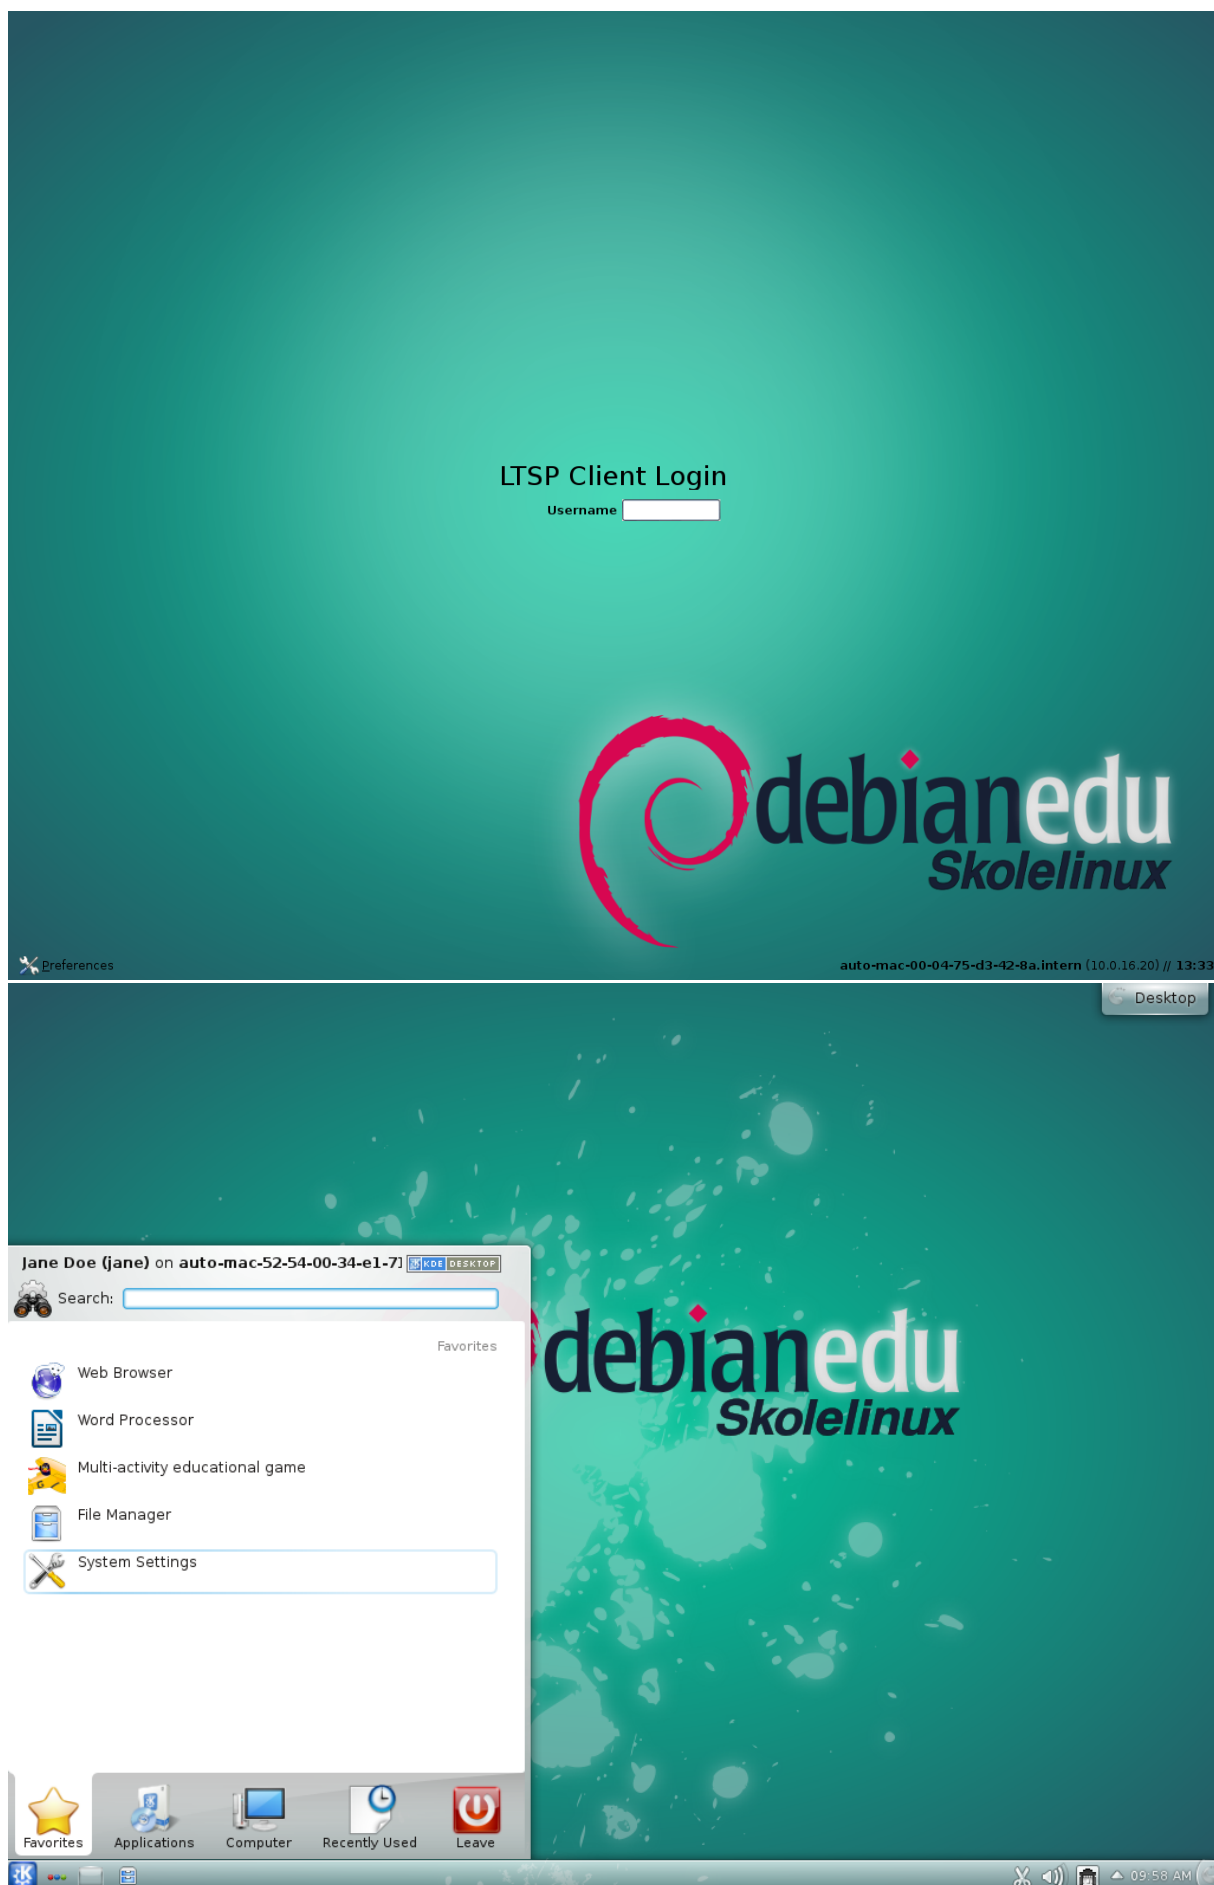 LTSP Client Login
Username
debianedu
Skolelinux
Preferences
auto-mac-00-04-75-d3-42-8a.intern (10.0.16.20) // 13:33
Desktop
Jane Doe (jane) on auto-mac-52-54-00-34-e1-71 KDE DESKTOP
Search:
Favorites
Web Browser
debianedu
Skolelinux
Word Processor
Multi-activity educational game
File Manager
System Settings
Favorites Applications Computer Recently Used Leave
09:58 AM